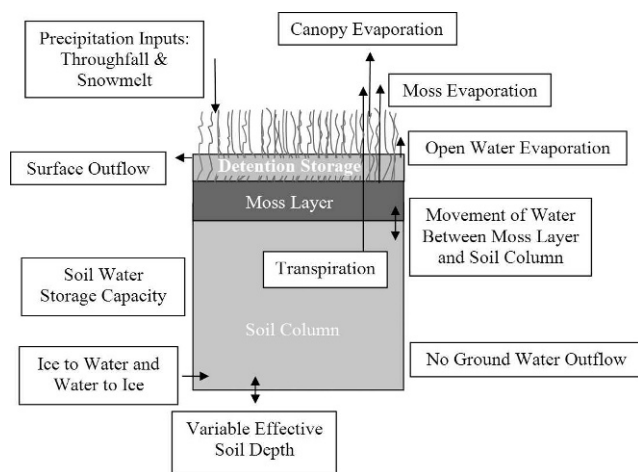 Precipitation Inputs:
Throughfall &
Snowmelt
Canopy Evaporation
Moss Evaporation
Open Water Evaporation
Surface Outflow
Detention Storage
Moss Layer
Movement of Water
Between Moss Layer
and Soil Column
Transpiration
Soil Water
Storage Capacity
Soil Column
Ice to Water and
Water to Ice
No Ground Water Outflow
Variable Effective
Soil Depth